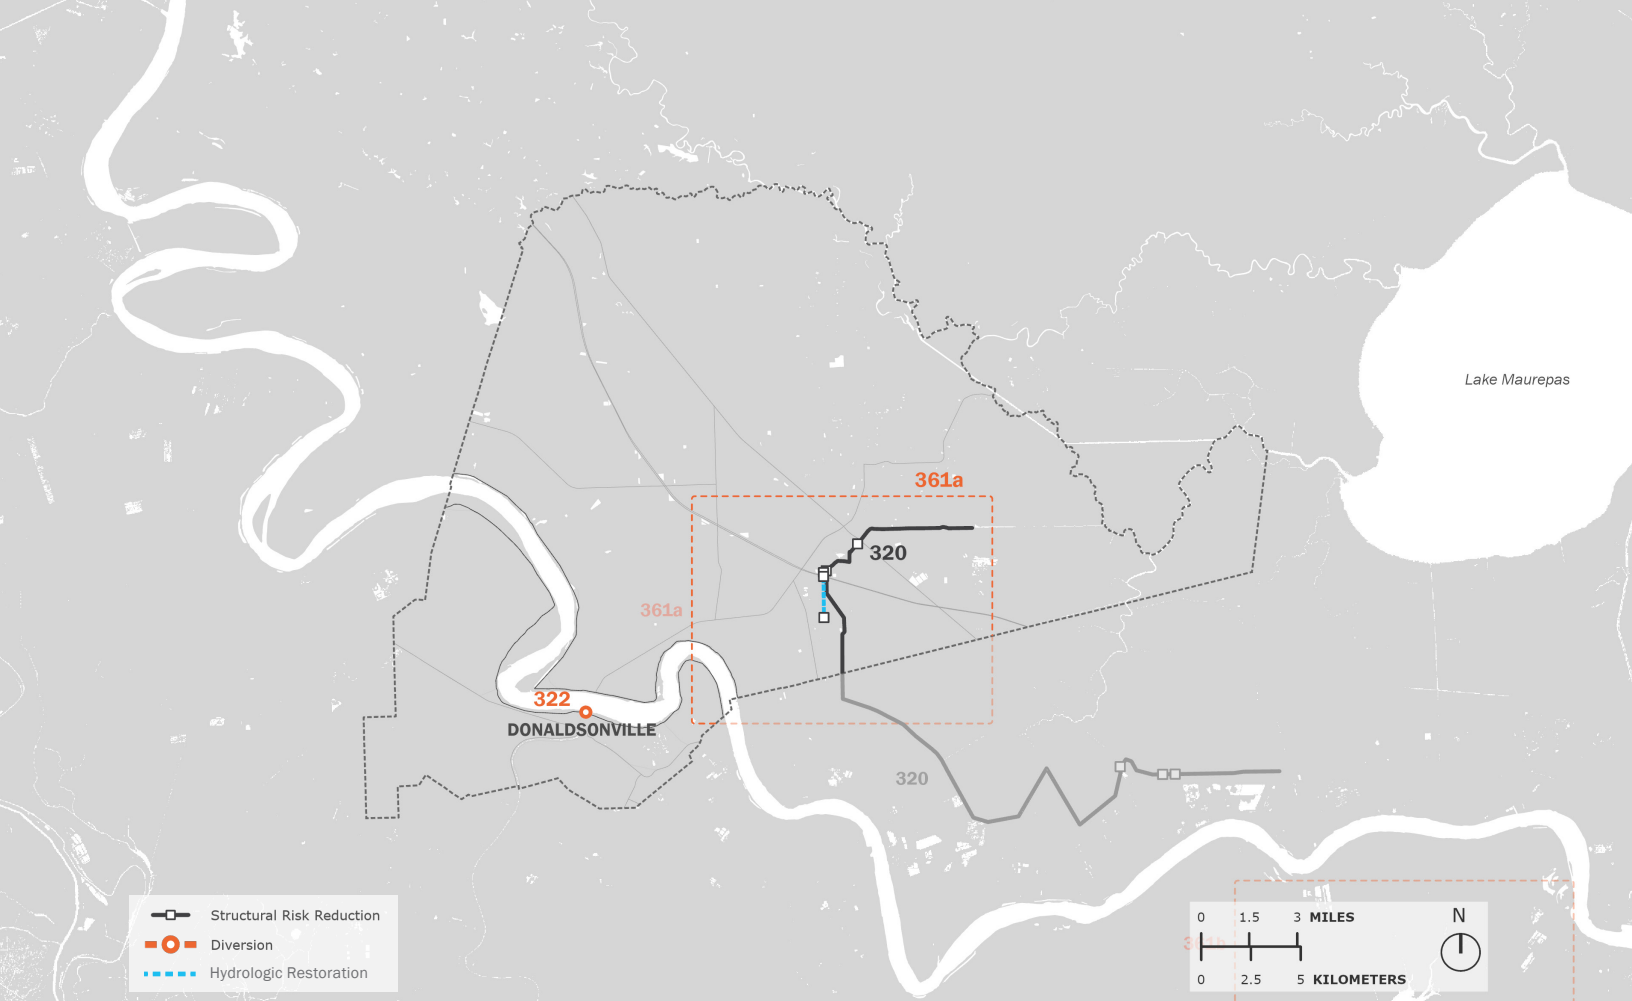 Lake Maurepas
361a
320
361a
322
DONALDSONVILLE
320
Structural Risk Reduction
Diversion
Hydrologic Restoration
0 1.5 3 MILES
0 2.5 5 KILOMETERS
N
361b